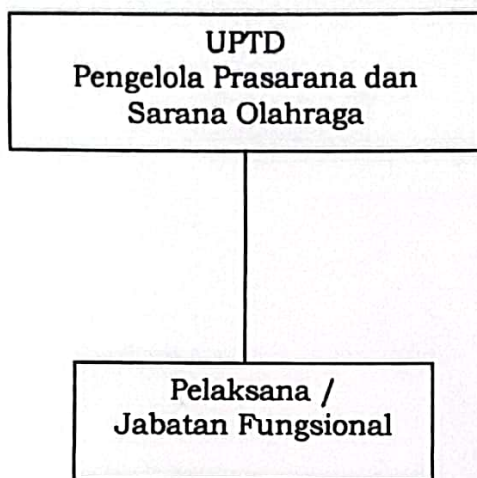 UPTD
Pengelola Prasarana dan
Sarana Olahraga
Pelaksana /
Jabatan Fungsional